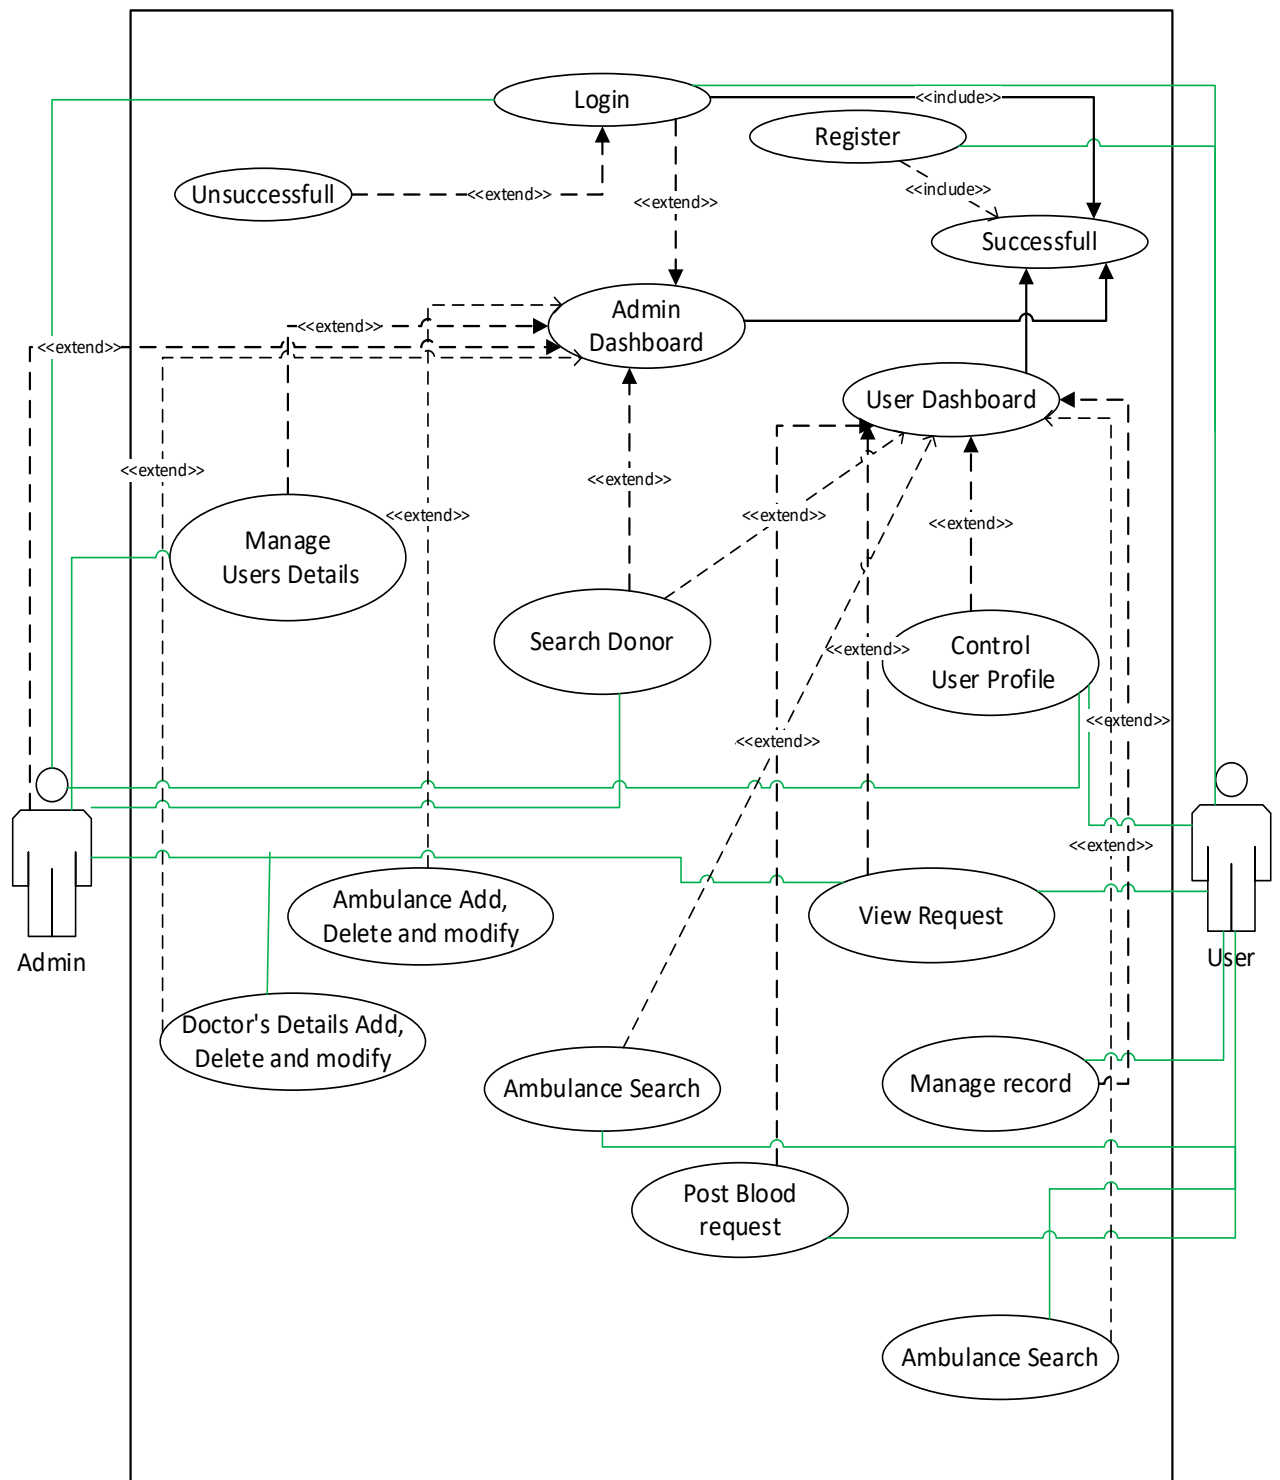 Login
<<include>>
Register
Unsuccessfull
<<extend>>
<<extend>>
<<include>>
Successfull
Admin
Dashboard
<<extend>>
<<extend>>
User Dashboard
<<extend>>
<<extend>>
<<extend>>
<<extend>>
<<extend>>
Manage
Users Details
Search Donor
<<extend>>
Control
User Profile
<<extend>>
<<extend>>
<<extend>>
Ambulance Add,
Delete and modify
View Request
Admin
User
Doctor's Details Add,
Delete and modify
Ambulance Search
Manage record
Post Blood
request
Ambulance Search